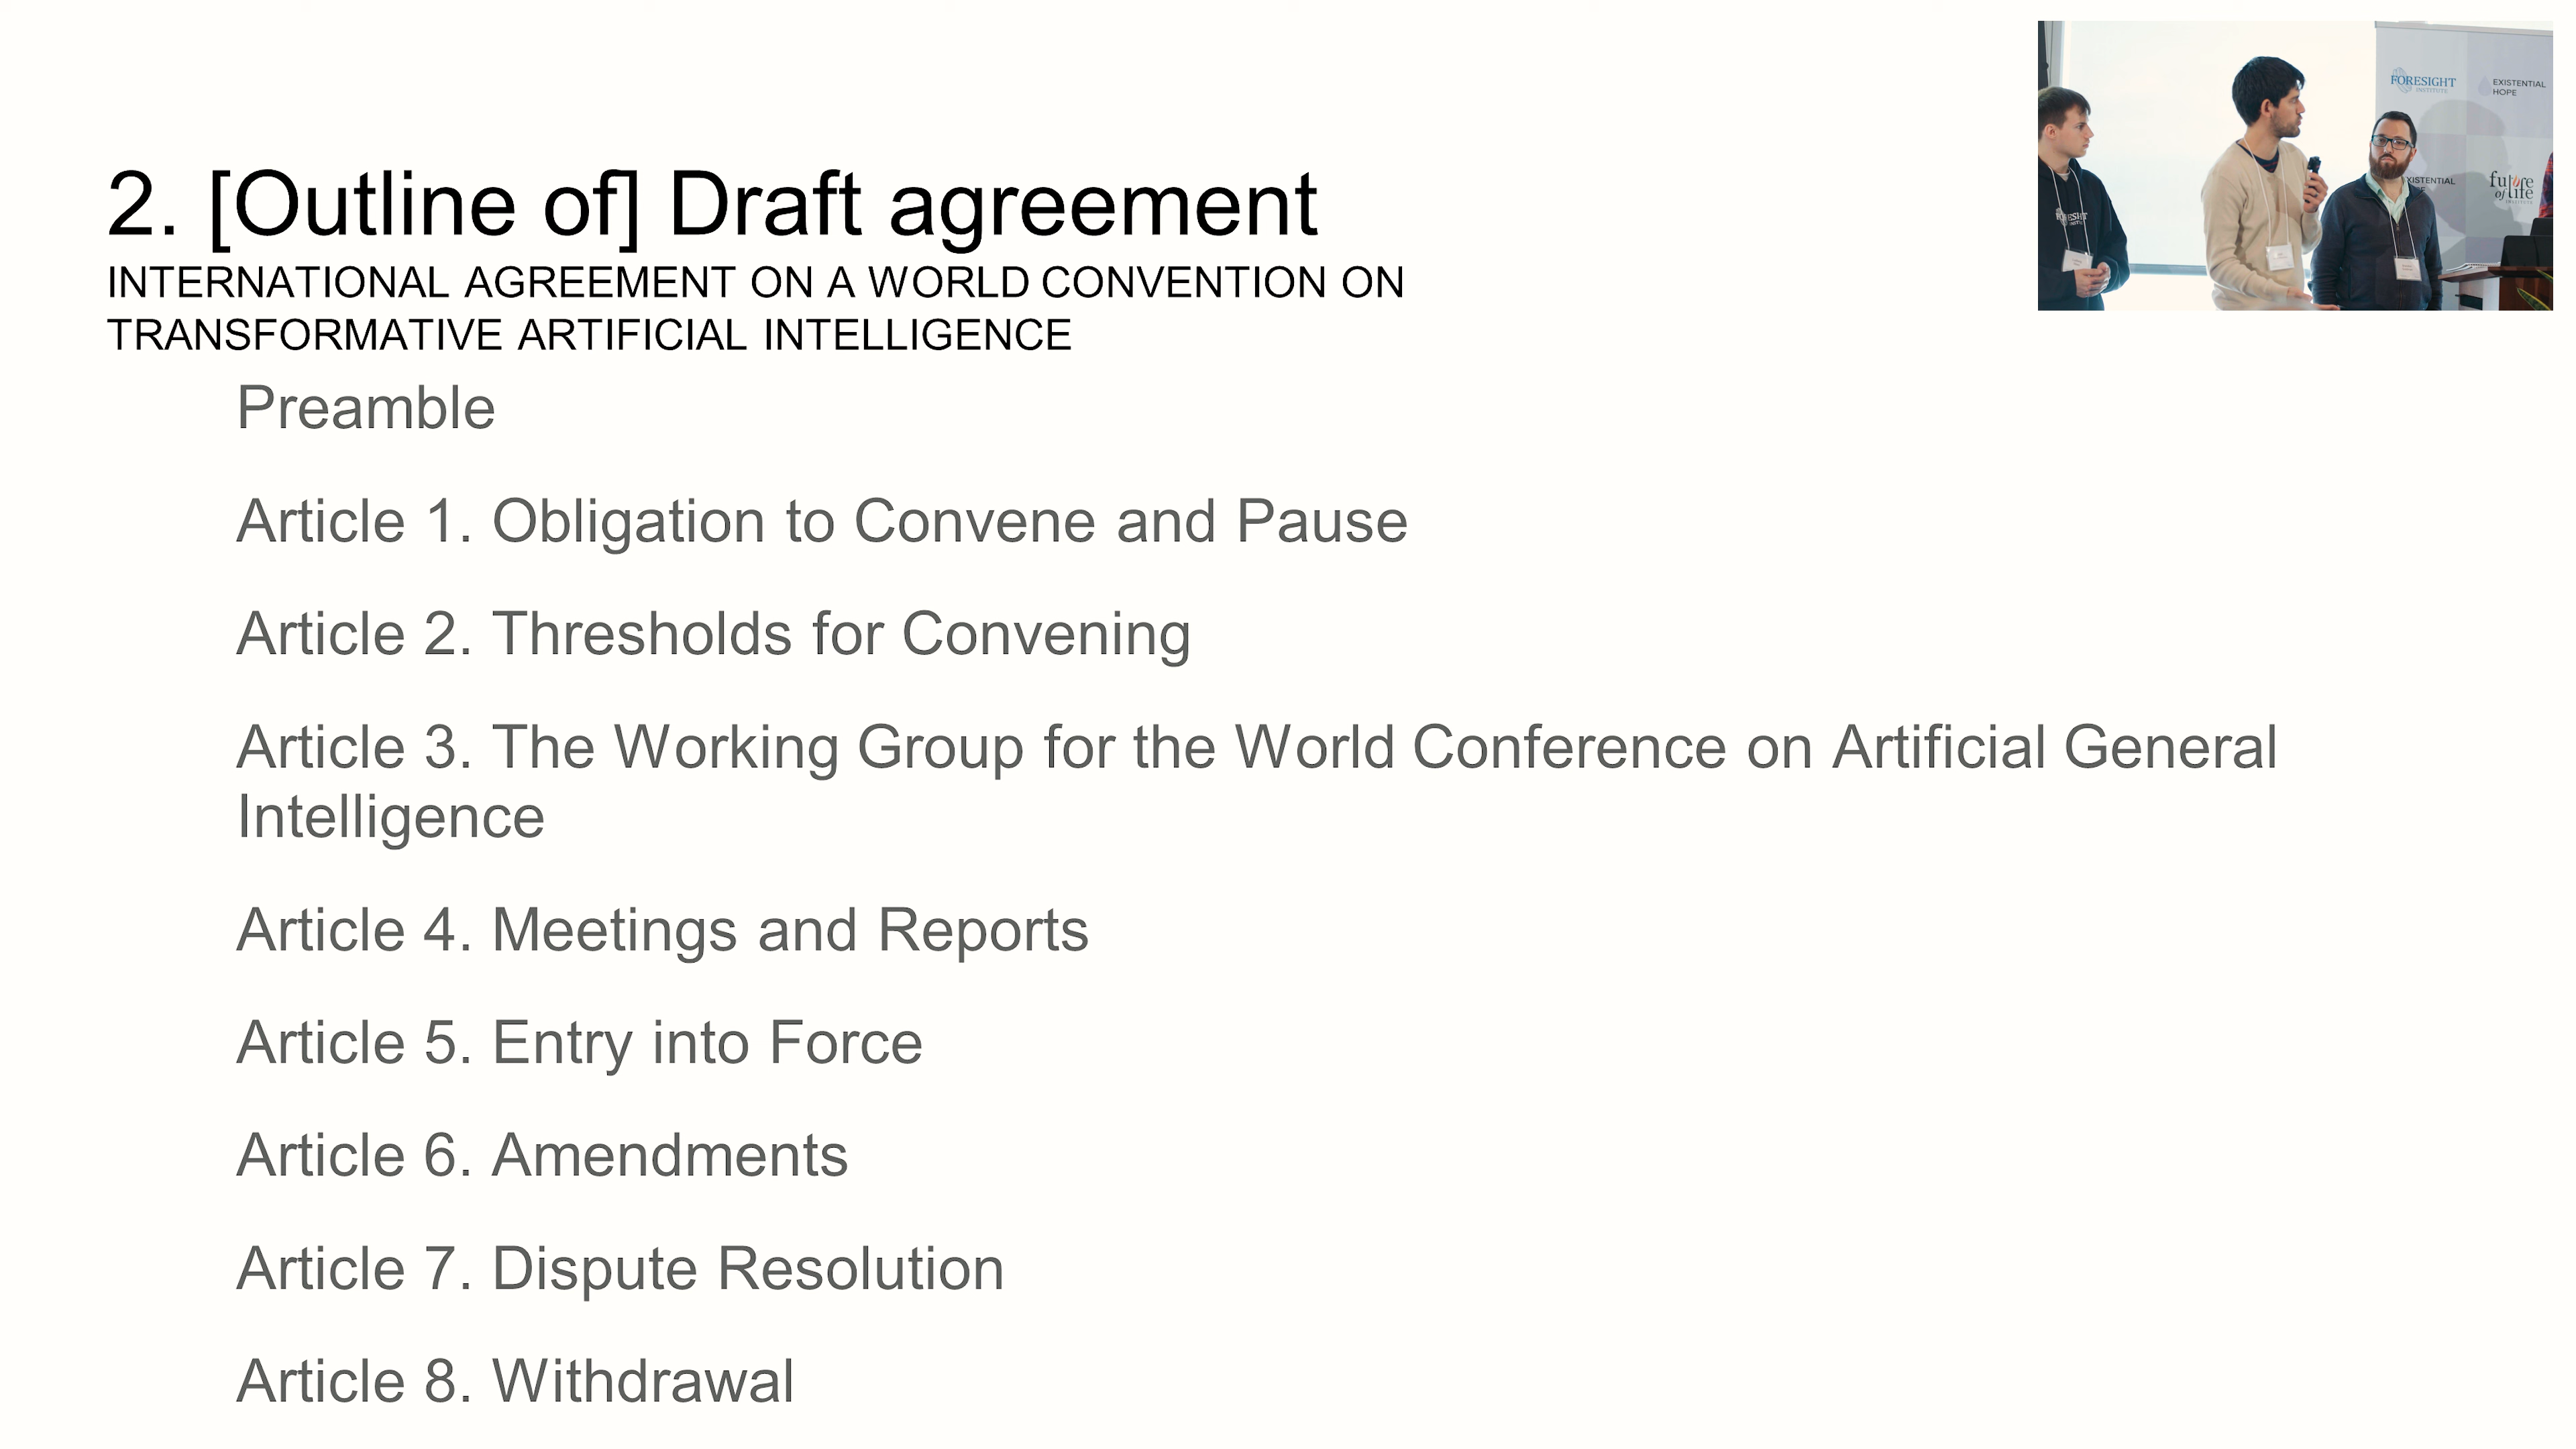 2. [Outline of] Draft agreement
INTERNATIONAL AGREEMENT ON A WORLD CONVENTION ON
TRANSFORMATIVE ARTIFICIAL INTELLIGENCE
Preamble
Article 1. Obligation to Convene and Pause
Article 2. Thresholds for Convening
Article 3. The Working Group for the World Conference on Artificial General
Intelligence
Article 4. Meetings and Reports
Article 5. Entry into Force
Article 6. Amendments
Article 7. Dispute Resolution
Article 8. Withdrawal
FORESIGHT
INSTITUTE
EXISTENTIAL
HOPE
future
of life
INSTITUTE